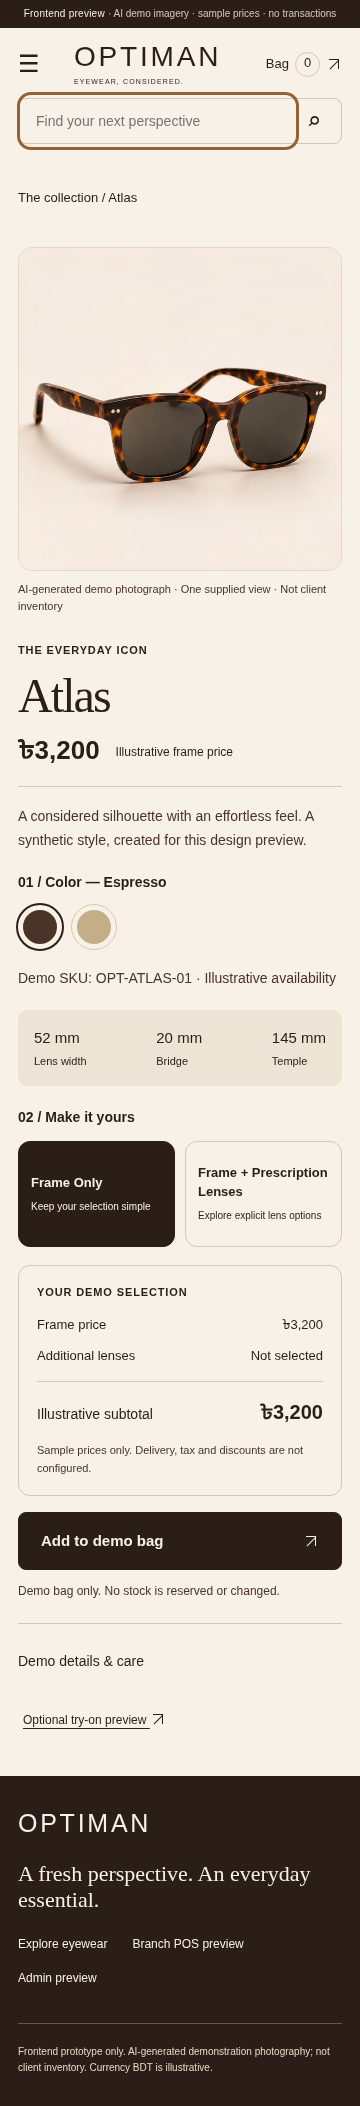 Frontend preview · AI demo imagery · sample prices · no transactions
OPTIMAN
EYEWEAR, CONSIDERED.
Bag 0
Find your next perspective
The collection / Atlas
AI-generated demo photograph · One supplied view · Not client
inventory
THE EVERYDAY ICON
Atlas
৳3,200 Illustrative frame price
A considered silhouette with an effortless feel. A
synthetic style, created for this design preview.
01 / Color — Espresso
Demo SKU: OPT-ATLAS-01 · Illustrative availability
52 mm 20 mm 145 mm
Lens width Bridge Temple
02 / Make it yours
Frame Only
Keep your selection simple
Frame + Prescription
Lenses
Explore explicit lens options
YOUR DEMO SELECTION
Frame price ৳3,200
Additional lenses Not selected
Illustrative subtotal ৳3,200
Sample prices only. Delivery, tax and discounts are not
configured.
Add to demo bag
Demo bag only. No stock is reserved or changed.
Demo details & care
Optional try-on preview
OPTIMAN
A fresh perspective. An everyday
essential.
Explore eyewear Branch POS preview
Admin preview
Frontend prototype only. AI-generated demonstration photography; not
client inventory. Currency BDT is illustrative.